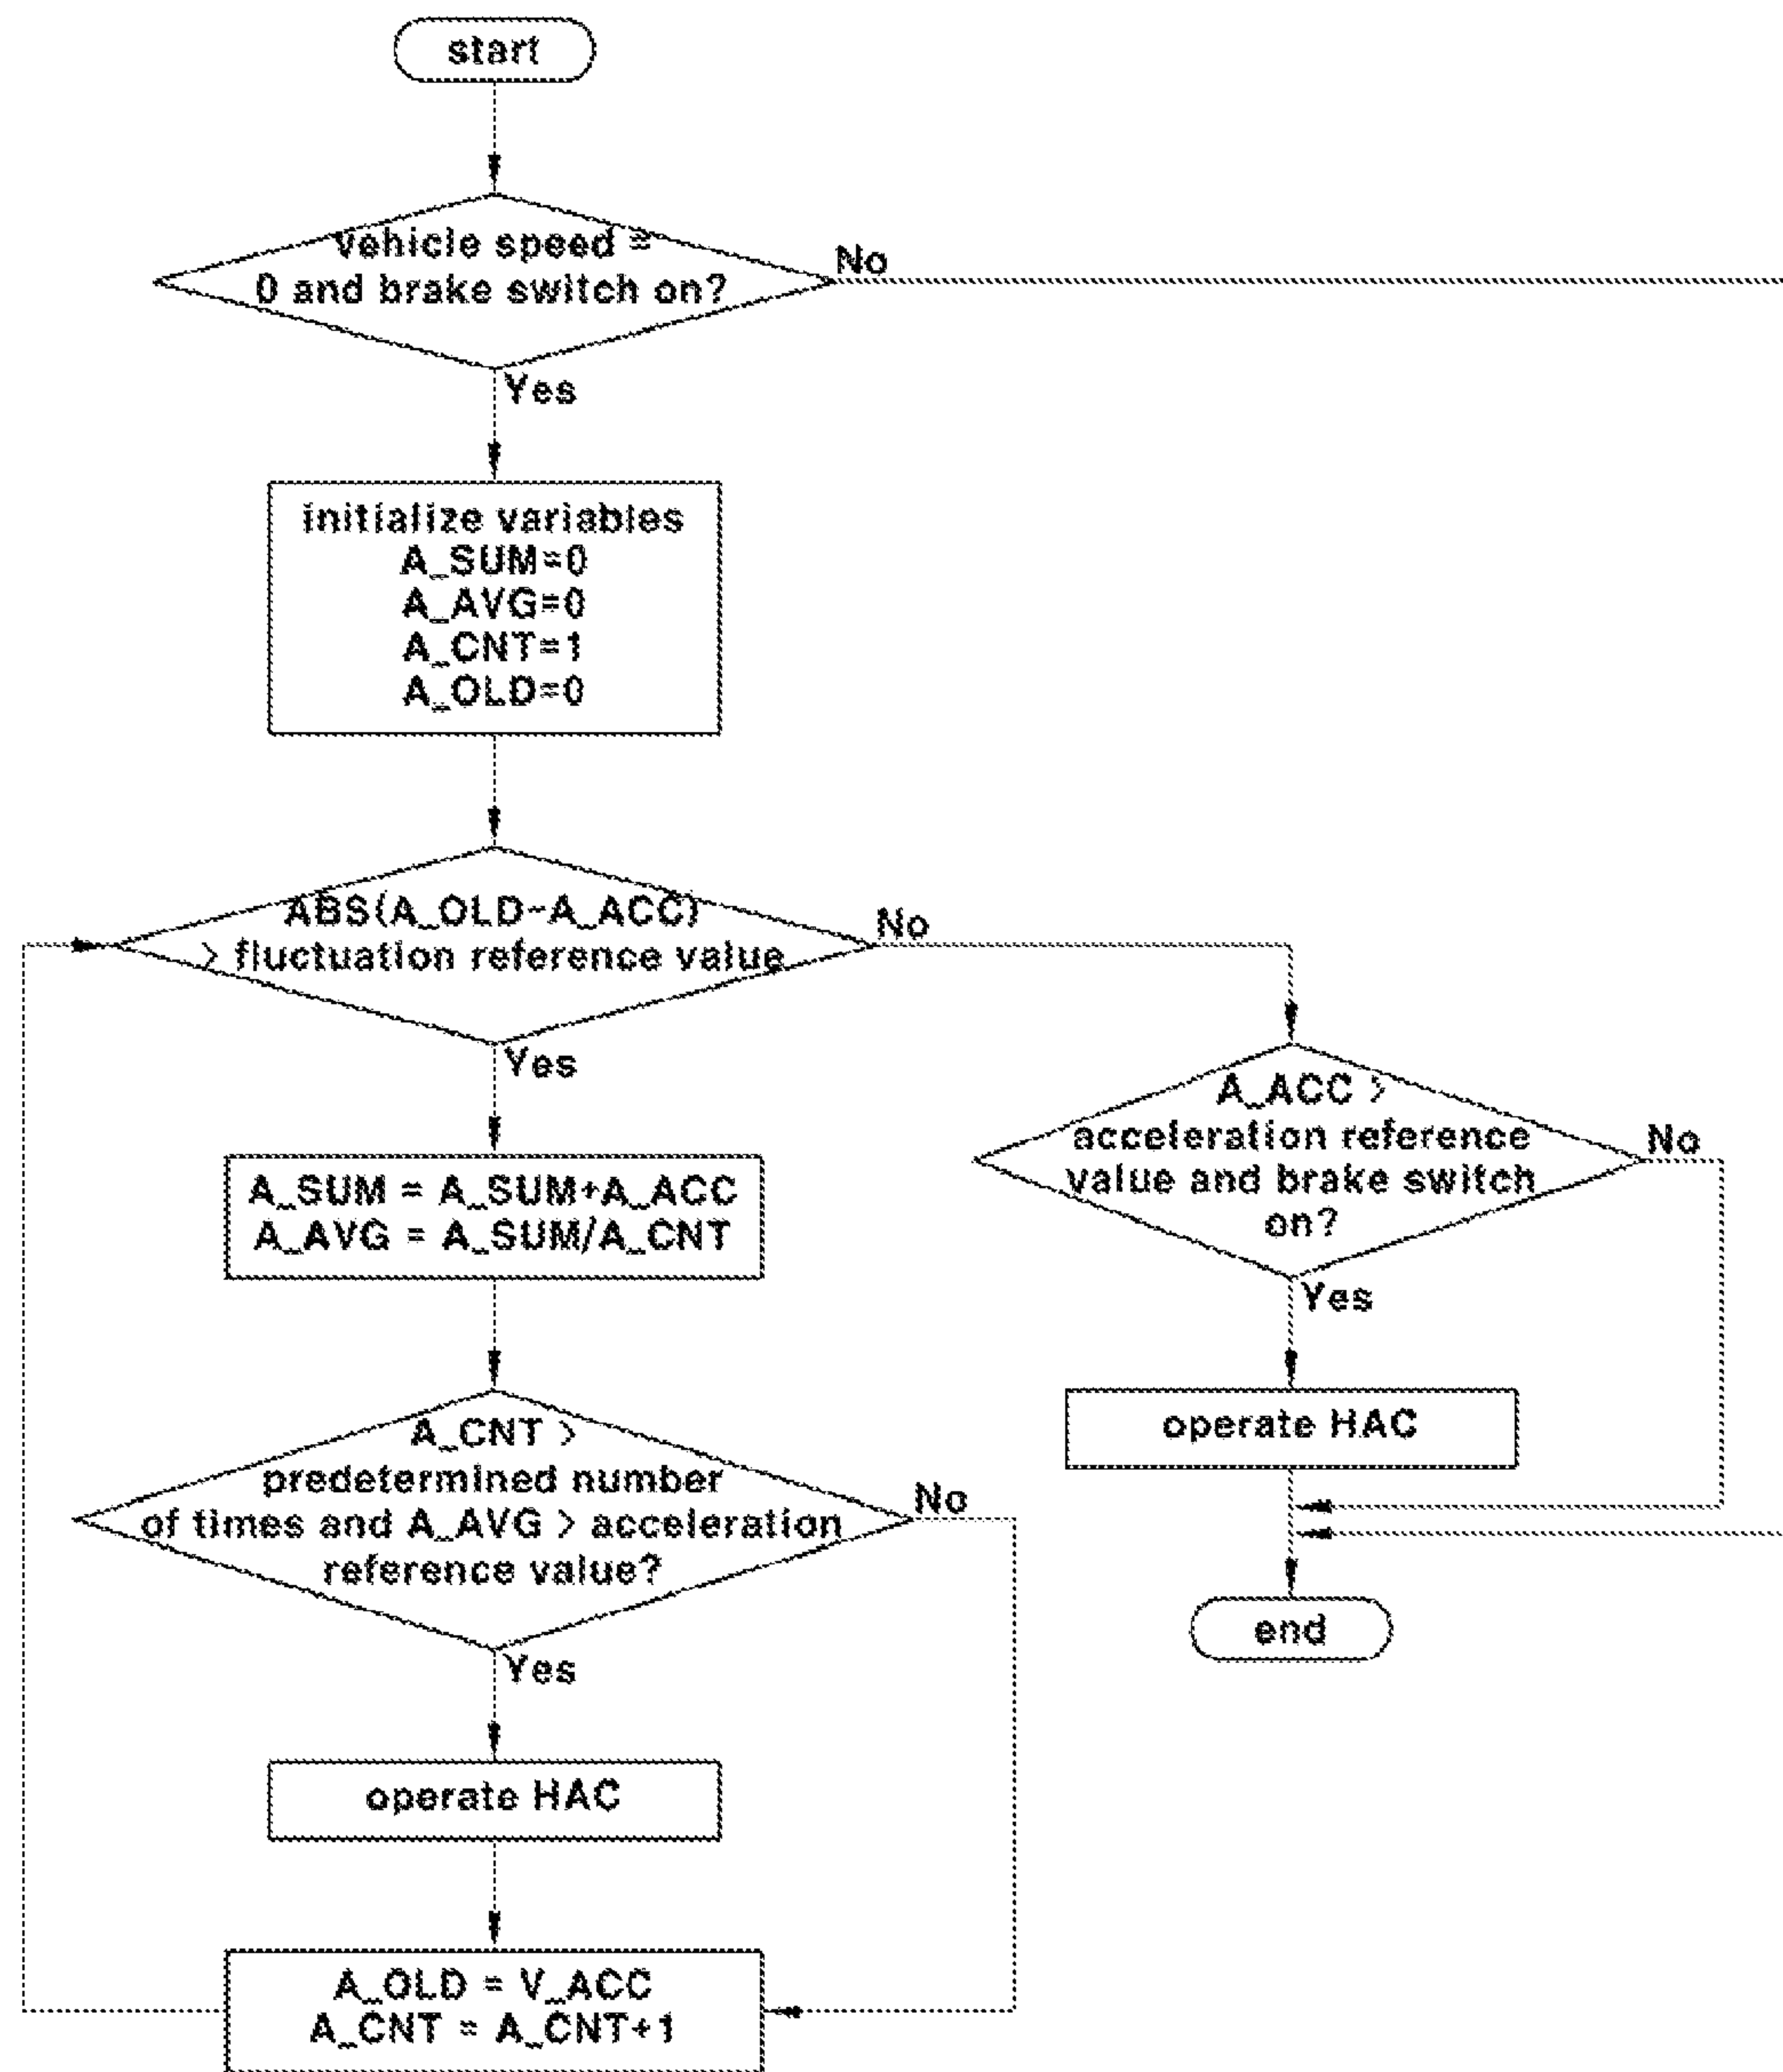 start
vehicle speed =
0 and brake switch on?
No
Yes
initialize variables
A_SUM=0
A_AVG=0
A_CNT=1
A_OLD=0
ABS(A_OLD-A_ACC)
> fluctuation reference value
No
Yes
A_SUM = A_SUM+A_ACC
A_AVG = A_SUM/A_CNT
A_ACC >
acceleration reference
value and brake switch
on?
No
Yes
operate HAC
A_CNT >
predetermined number
of times and A_AVG > acceleration
reference value?
No
Yes
end
operate HAC
A_OLD = V_ACC
A_CNT = A_CNT+1